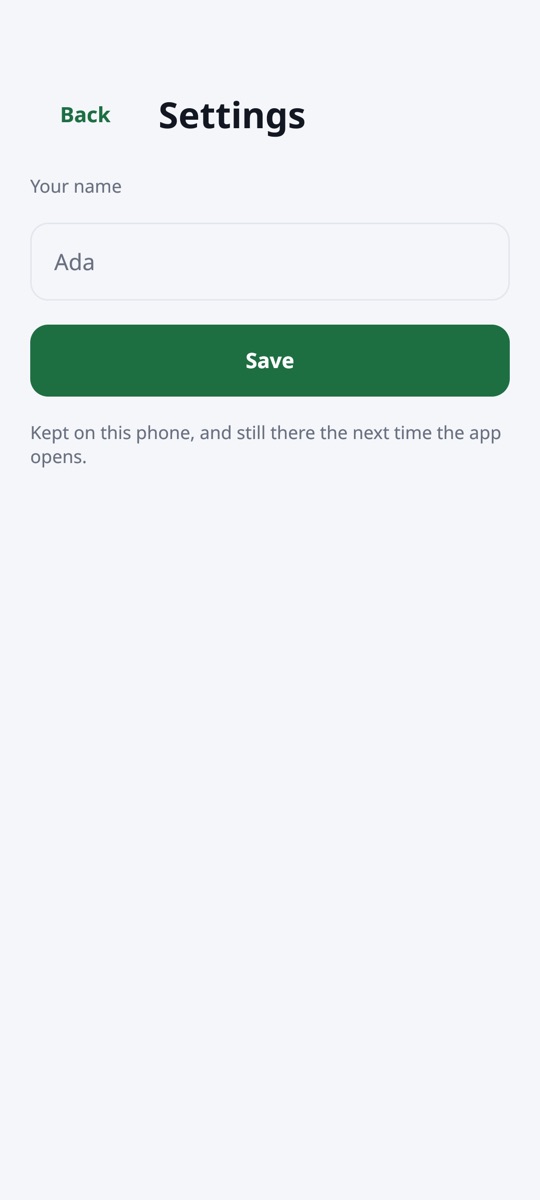 Back Settings
Your name
Ada
Save
Kept on this phone, and still there the next time the app
opens.